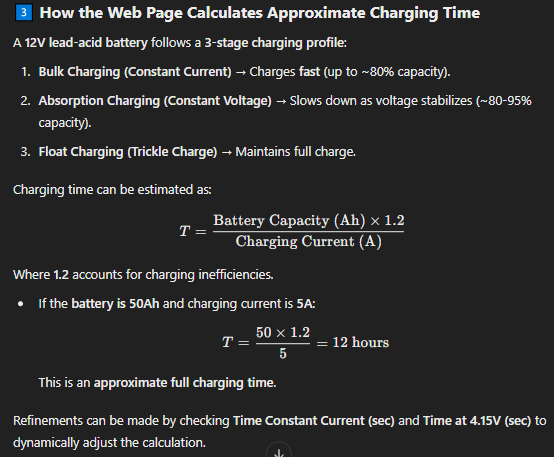 3 How the Web Page Calculates Approximate Charging Time
A 12V lead-acid battery follows a 3-stage charging profile:
1. Bulk Charging (Constant Current) → Charges fast (up to ~80% capacity).
2. Absorption Charging (Constant Voltage) → Slows down as voltage stabilizes (~80-95%
capacity).
3. Float Charging (Trickle Charge) → Maintains full charge.
Charging time can be estimated as:
T = Battery Capacity (Ah) × 1.2 / Charging Current (A)
Where 1.2 accounts for charging inefficiencies.
• If the battery is 50Ah and charging current is 5A:
T = 50 × 1.2 / 5 = 12 hours
This is an approximate full charging time.
Refinements can be made by checking Time Constant Current (sec) and Time at 4.15V (sec) to
dynamically adjust the calculation.